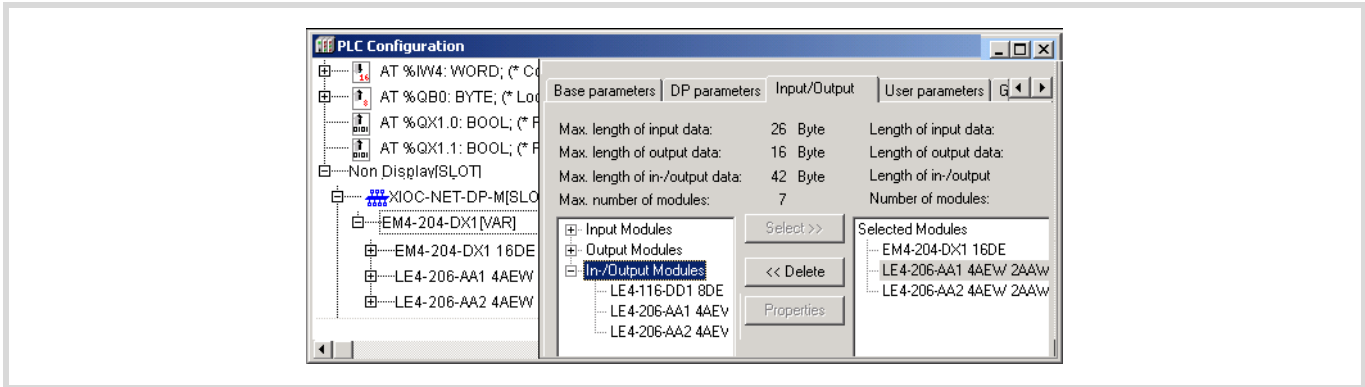 PLC Configuration
AT %IW4: WORD; (* Co
AT %QB0: BYTE; (* Loc
AT %QX1.0: BOOL; (* F
AT %QX1.1: BOOL; (* F
Non Display[SLOT]
XIOC-NET-DP-M[SLO
EM4-204-DX1[VAR]
EM4-204-DX1 16DE
LE4-206-AA1 4AEW
LE4-206-AA2 4AEW
Base parameters DP parameters Input/Output User parameters G
Max. length of input data: 26 Byte Length of input data:
Max. length of output data: 16 Byte Length of output data:
Max. length of in-/output data: 42 Byte Length of in-/output
Max. number of modules: 7 Number of modules:
Input Modules
Output Modules
In-/Output Modules
LE4-116-DD1 8DE
LE4-206-AA1 4AEV
LE4-206-AA2 4AEV
Select >>
<< Delete
Properties
Selected Modules
EM4-204-DX1 16DE
LE4-206-AA1 4AEW 2AAW
LE4-206-AA2 4AEW 2AAW